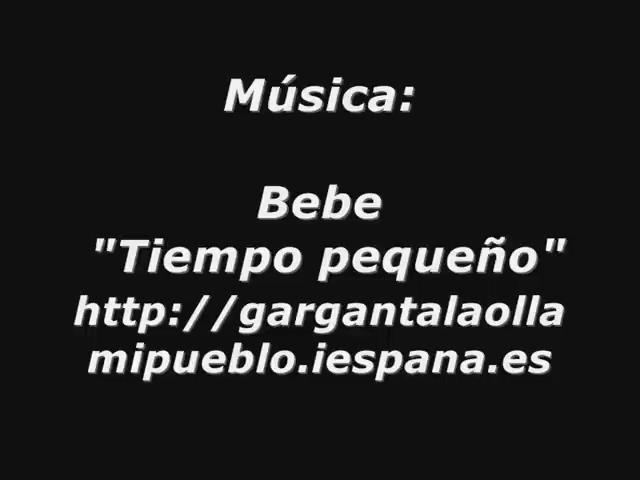 Música:
Bebe
"Tiempo pequeño"
http://gargantalaolla
mipueblo.iespana.es